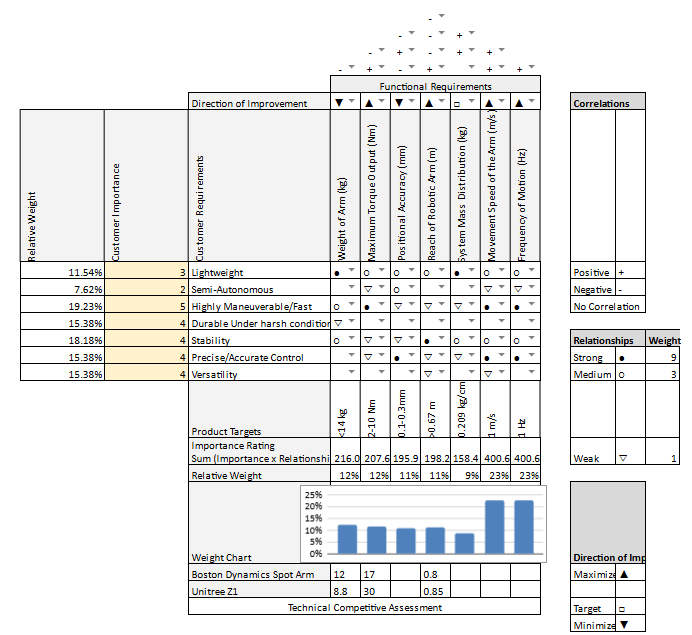 - 
- - +
- + - + +
- + - + + +
Functional Requirements
Direction of Improvement ▼ ▲ ▼ ▲ □ ▲ ▲
Correlations
Relative Weight
Customer Importance
Customer Requirements
Weight of Arm (kg)
Maximum Torque Output (Nm)
Positional Accuracy (mm)
Reach of Robotic Arm (m)
System Mass Distribution (kg)
Movement Speed of the Arm (m/s)
Frequency of Motion (Hz)
11.54% 3 Lightweight ● ○ ○ ○ ● ○ ○
Positive +
7.62% 2 Semi-Autonomous ▽ ○ ▽ ▽
Negative -
19.23% 5 Highly Maneuverable/Fast ○ ● ▽ ▽ ▽ ● ●
No Correlation
15.38% 4 Durable Under harsh condition ▽
18.18% 4 Stability ○ ▽ ▽ ● ○ ○ ○
Relationships Weight
15.38% 4 Precise/Accurate Control ▽ ● ▽ ▽ ● ●
Strong ● 9
15.38% 4 Versatility ▽ ▽
Medium ○ 3
Product Targets
<14 kg
2-10 Nm
0.1-0.3mm
>0.67 m
0.209 kg/cm
1 m/s
1 Hz
Importance Rating
Sum (Importance x Relationshi 216.0 207.6 195.9 198.2 158.4 400.6 400.6
Weak ▽ 1
Relative Weight 12% 12% 11% 11% 9% 23% 23%
25%
20%
15%
10%
5%
0%
Weight Chart
Direction of Imp
Boston Dynamics Spot Arm 12 17 0.8
Maximize ▲
Unitree Z1 8.8 30 0.85
Technical Competitive Assessment
Target □
Minimize ▼